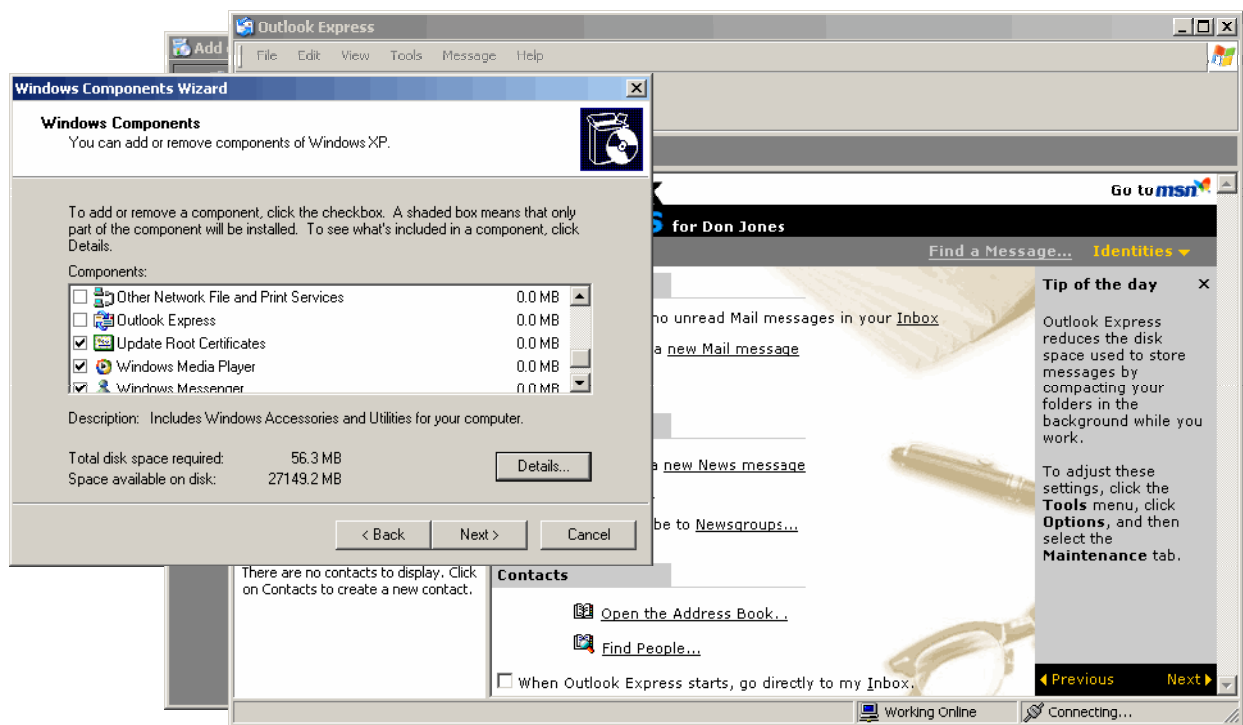 Outlook Express
Add
File Edit View Tools Message Help
Windows Components Wizard
Windows Components
You can add or remove components of Windows XP.
To add or remove a component, click the checkbox. A shaded box means that only
part of the component will be installed. To see what's included in a component, click
Details.
Components:
Other Network File and Print Services 0.0 MB
Outlook Express 0.0 MB
Update Root Certificates 0.0 MB
Windows Media Player 0.0 MB
Windows Messenger 0.0 MB
Description: Includes Windows Accessories and Utilities for your computer.
Total disk space required: 56.3 MB
Space available on disk: 27149.2 MB
Details...
< Back Next > Cancel
Go to msn
for Don Jones
Find a Message... Identities
no unread Mail messages in your Inbox
a new Mail message
a new News message
be to Newsgroups...
There are no contacts to display. Click
on Contacts to create a new contact.
Contacts
Open the Address Book...
Find People...
When Outlook Express starts, go directly to my Inbox.
Tip of the day
Outlook Express
reduces the disk
space used to store
messages by
compacting your
folders in the
background while you
work.
To adjust these
settings, click the
Tools menu, click
Options, and then
select the
Maintenance tab.
Previous Next
Working Online Connecting...